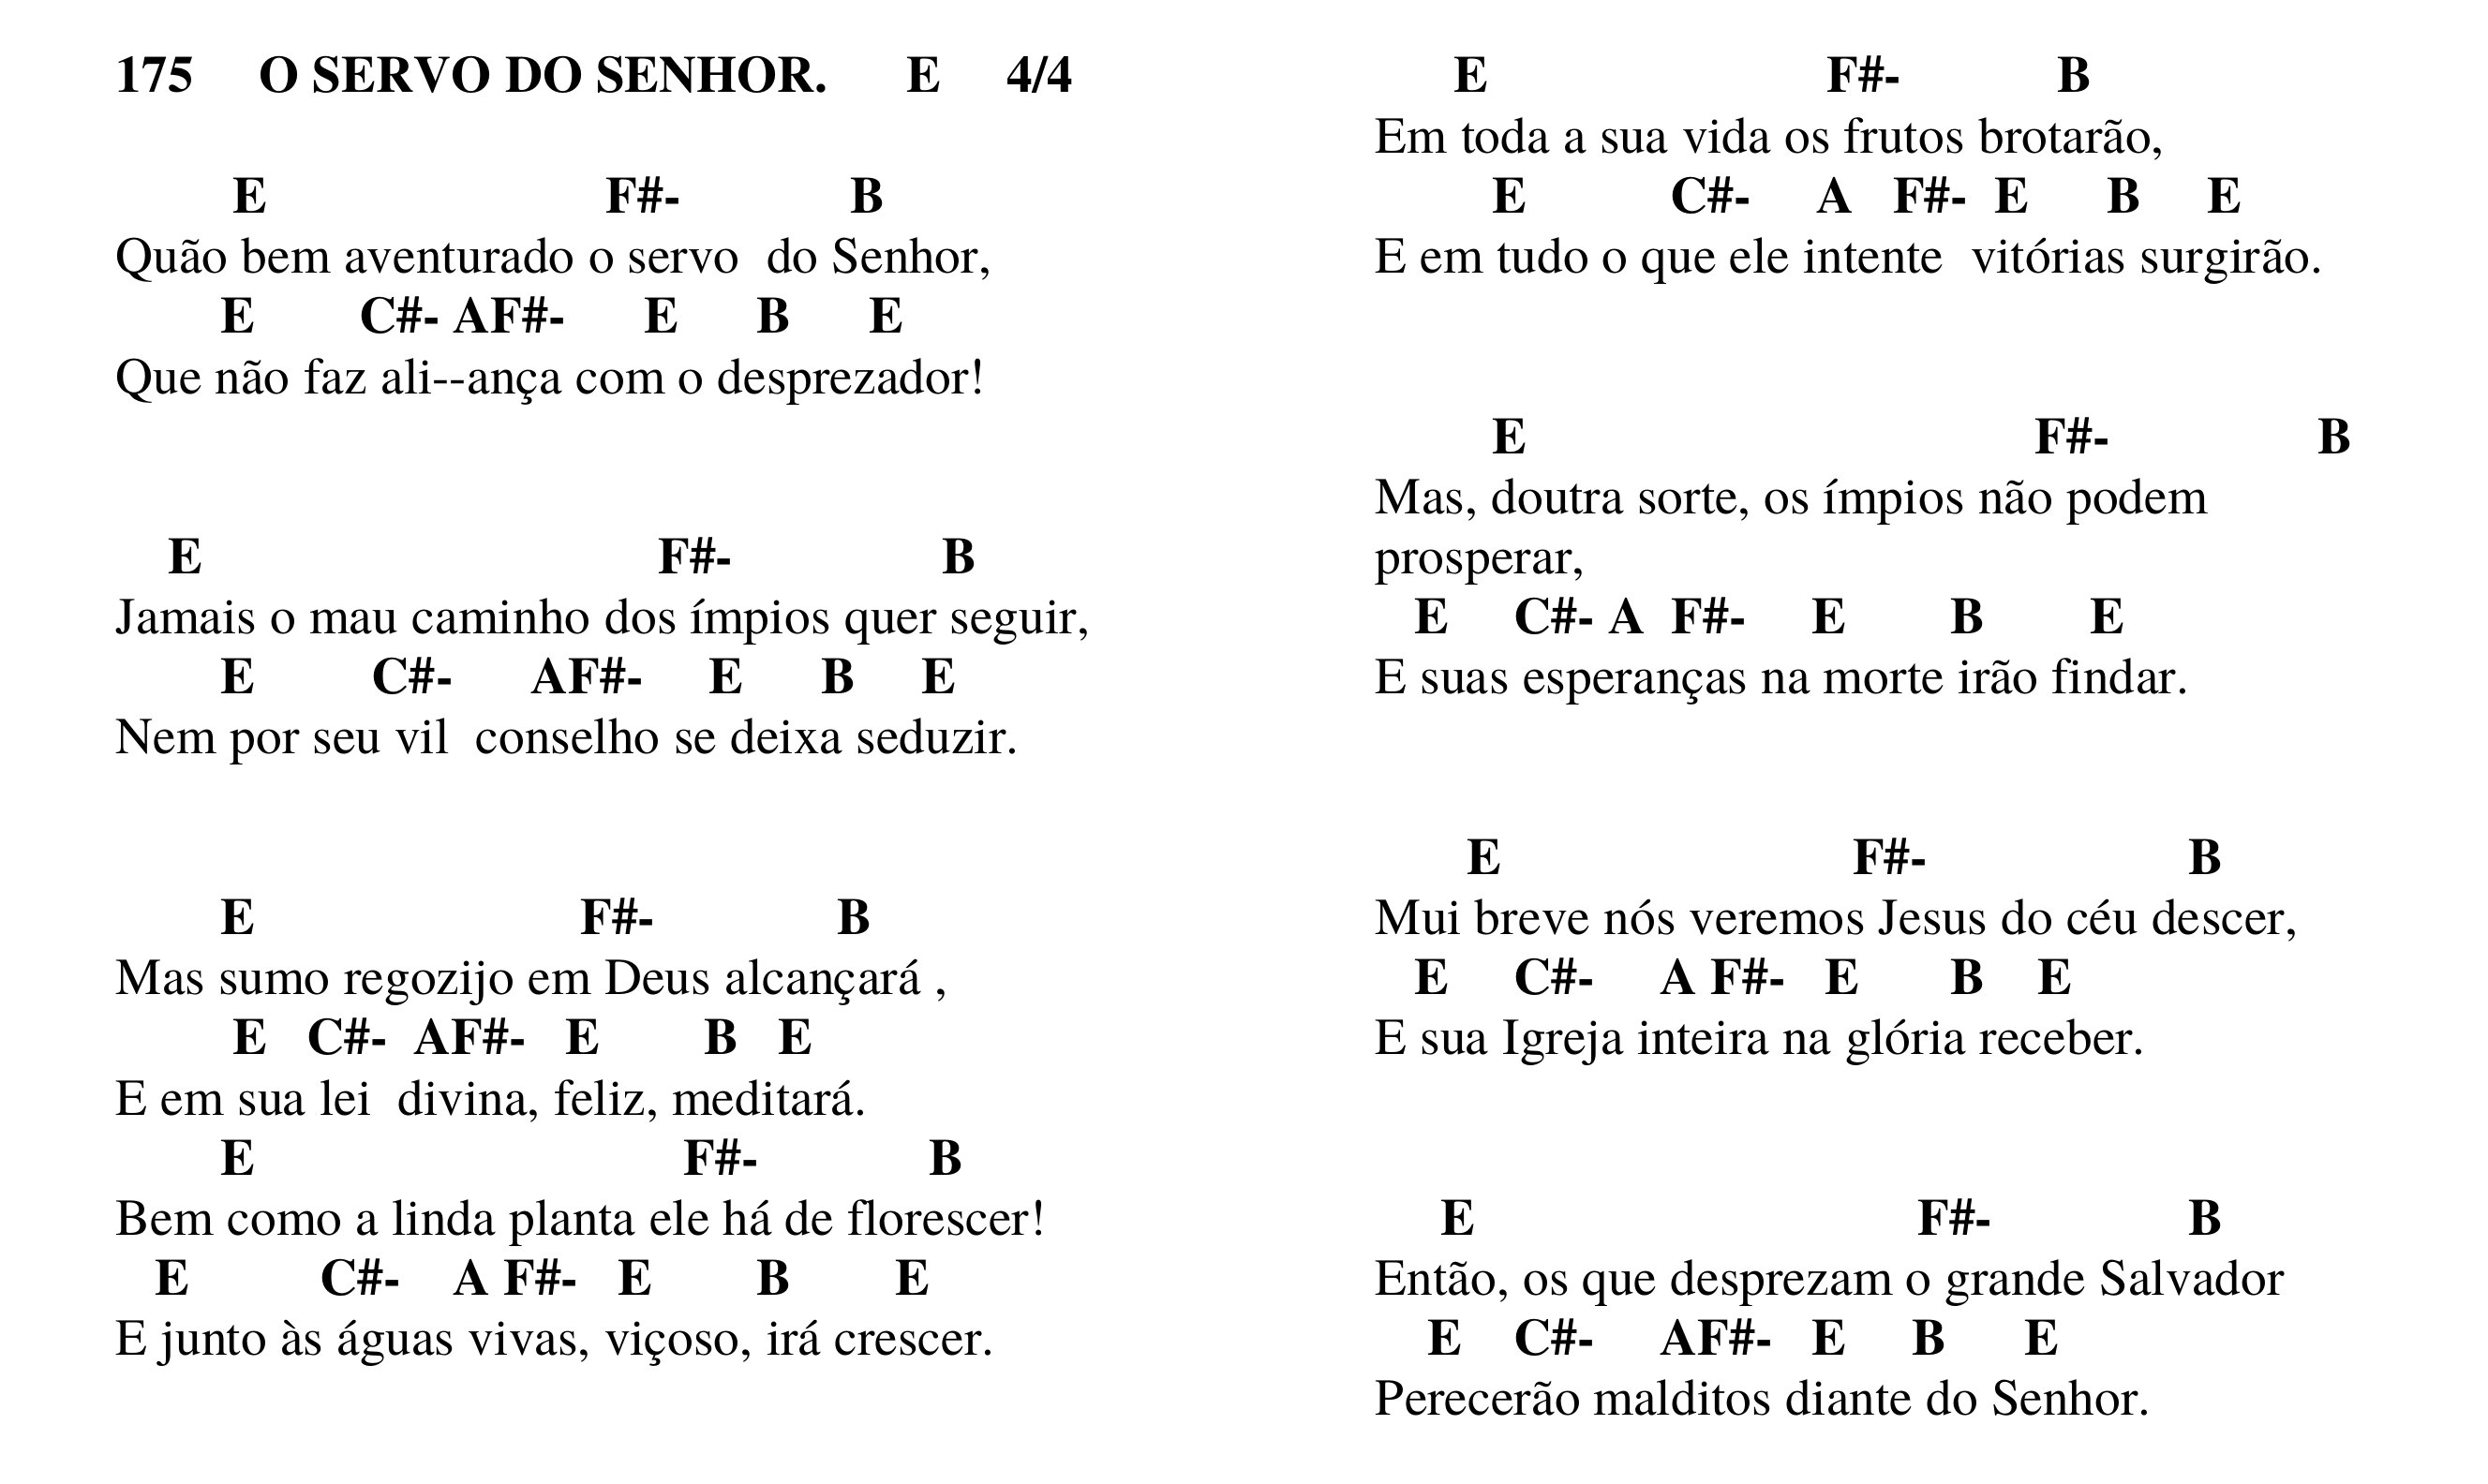 175 O SERVO DO SENHOR. E 4/4
E F#- B
Quão bem aventurado o servo do Senhor,
E C#- AF#- E B E
Que não faz ali--ança com o desprezador!
E F#- B
Jamais o mau caminho dos ímpios quer seguir,
E C#- AF#- E B E
Nem por seu vil conselho se deixa seduzir.
E F#- B
Mas sumo regozijo em Deus alcançará ,
E C#- AF#- E B E
E em sua lei divina, feliz, meditará.
E F#- B
Bem como a linda planta ele há de florescer!
E C#- A F#- E B E
E junto às águas vivas, viçoso, irá crescer.
E F#- B
Em toda a sua vida os frutos brotarão,
E C#- A F#- E B E
E em tudo o que ele intente vitórias surgirão.
E F#- B
Mas, doutra sorte, os ímpios não podem
prosperar,
E C#- A F#- E B E
E suas esperanças na morte irão findar.
E F#- B
Mui breve nós veremos Jesus do céu descer,
E C#- A F#- E B E
E sua Igreja inteira na glória receber.
E F#- B
Então, os que desprezam o grande Salvador
E C#- AF#- E B E
Perecerão malditos diante do Senhor.